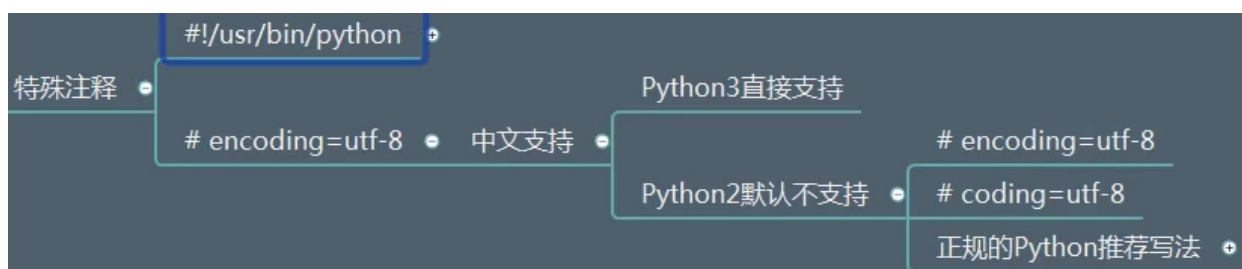 #!/usr/bin/python
特殊注释
Python3直接支持
# encoding=utf-8
中文支持
# encoding=utf-8
Python2默认不支持
# coding=utf-8
正规的Python推荐写法